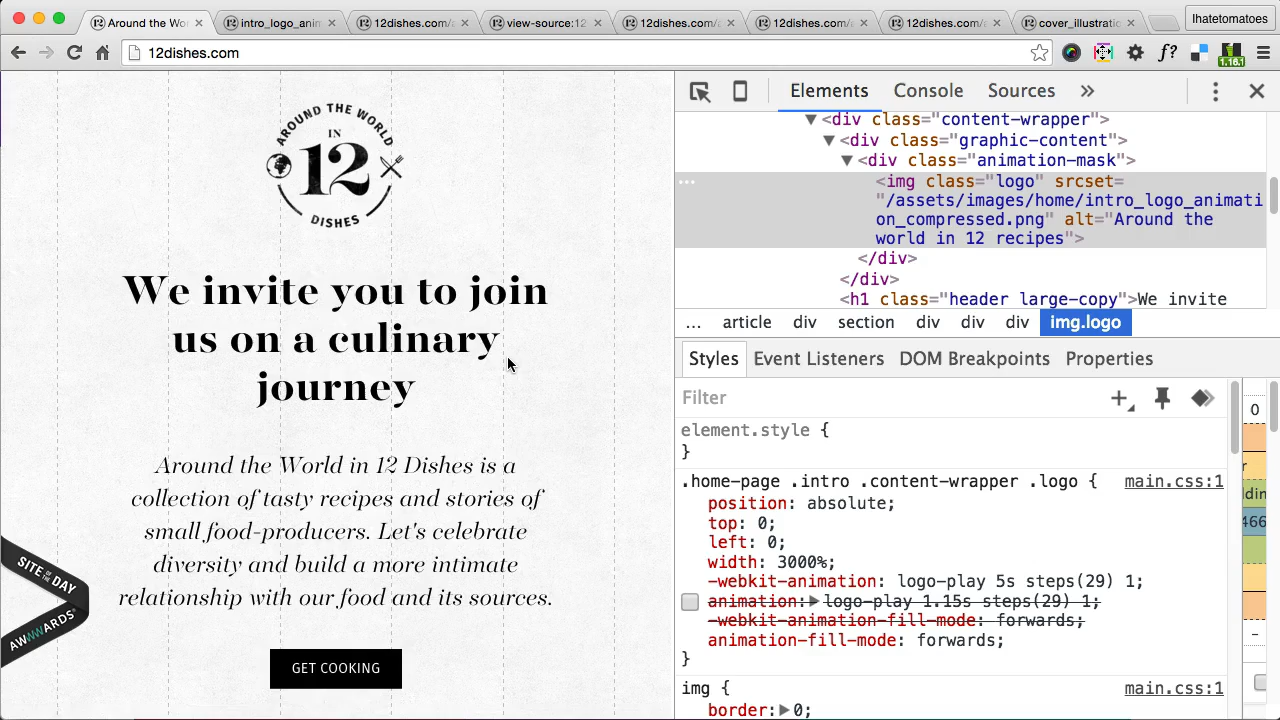 Around the Wor
intro_logo_anim
12dishes.com/a
view-source:12
12dishes.com/a
12dishes.com/a
12dishes.com/a
cover_illustratio
Ihatetomatoes
12dishes.com
f?
1.16.1
AROUND THE WORLD
IN
12
DISHES
We invite you to join
us on a culinary
journey
Around the World in 12 Dishes is a
collection of tasty recipes and stories of
small food-producers. Let's celebrate
diversity and build a more intimate
relationship with our food and its sources.
GET COOKING
SITE OF THE DAY
AWWWARDS
Elements Console Sources »
▼<div class="content-wrapper">
▼<div class="graphic-content">
▼<div class="animation-mask">
… <img class="logo" srcset=
"/assets/images/home/intro_logo_animati
on_compressed.png" alt="Around the
world in 12 recipes">
</div>
</div>
<h1 class="header large-copy">We invite
… article div section div div div img.logo
Styles Event Listeners DOM Breakpoints Properties
Filter
element.style {
}
.home-page .intro .content-wrapper .logo { main.css:1
position: absolute;
top: 0;
left: 0;
width: 3000%;
-webkit-animation: logo-play 5s steps(29) 1;
animation:▶logo-play 1.15s steps(29) 1;
-webkit-animation-fill-mode: forwards;
animation-fill-mode: forwards;
}
img { main.css:1
border:▶0;
0
r
ddin
466
-